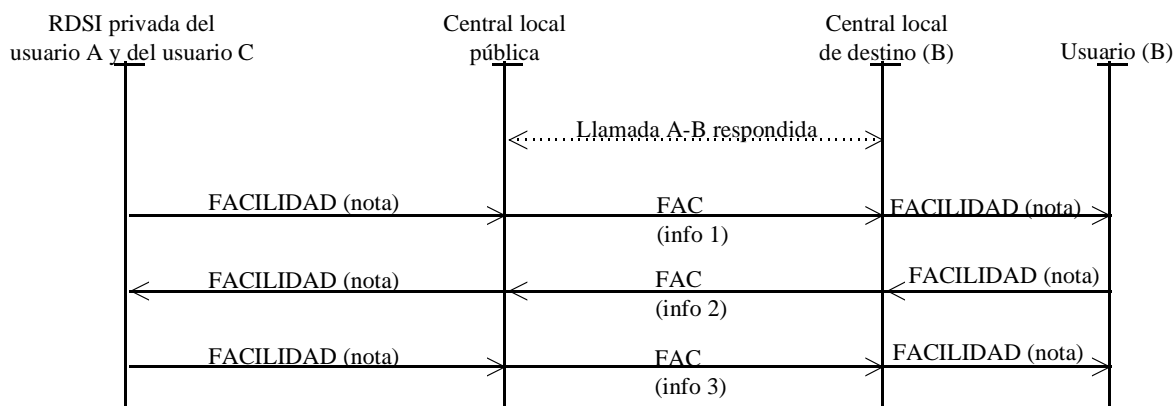 RDSI privada del
usuario A y del usuario C
Central local
pública
Central local
de destino (B)
Usuario (B)
Llamada A-B respondida
FACILIDAD (nota)
FAC
(info 1)
FACILIDAD (nota)
FACILIDAD (nota)
FAC
(info 2)
FACILIDAD (nota)
FACILIDAD (nota)
FAC
(info 3)
FACILIDAD (nota)